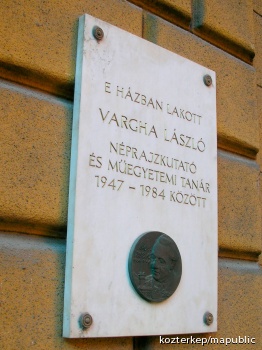 E HÁZBAN LAKOTT
VARGHA LÁSZLÓ
NÉPRAJZKUTATÓ
ÉS MŰEGYETEMI TANÁR
1947 - 1984 KÖZÖTT
kozterkep/mapublic